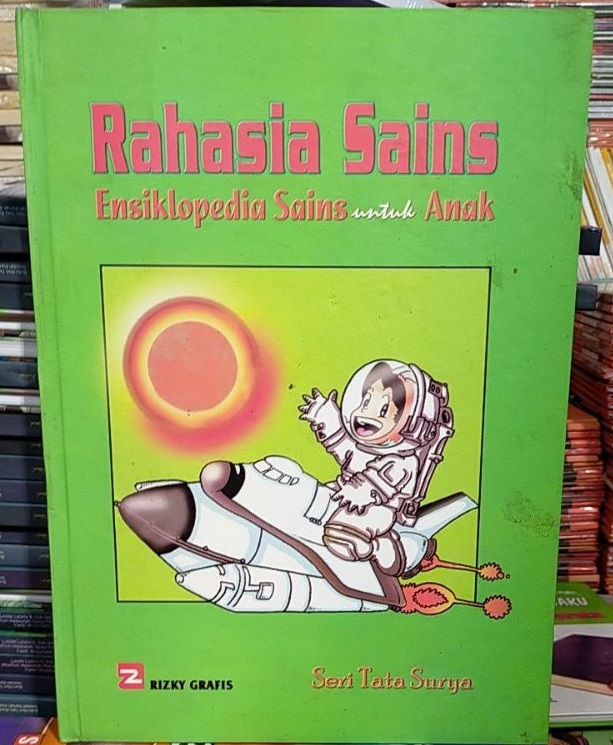 Rahasia Sains
Ensiklopedia Sains untuk Anak
RIZKY GRAFIS
Seri Tata Surya